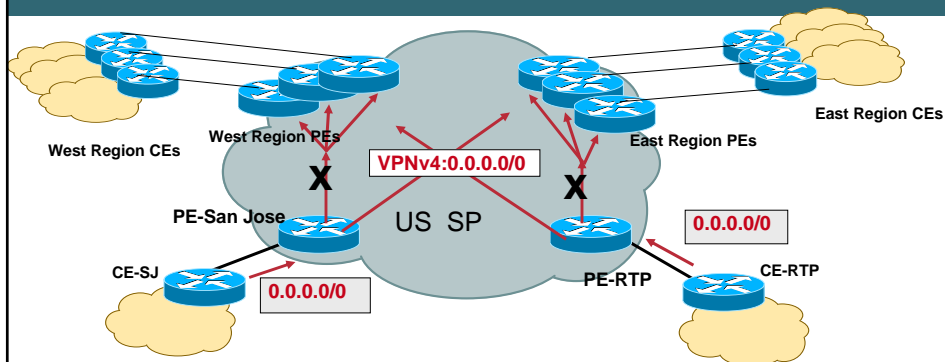 East Region CEs
West Region PEs
East Region PEs
West Region CEs
VPNv4:0.0.0.0/0
X
X
PE-San Jose
US SP
0.0.0.0/0
CE-SJ
PE-RTP
CE-RTP
0.0.0.0/0